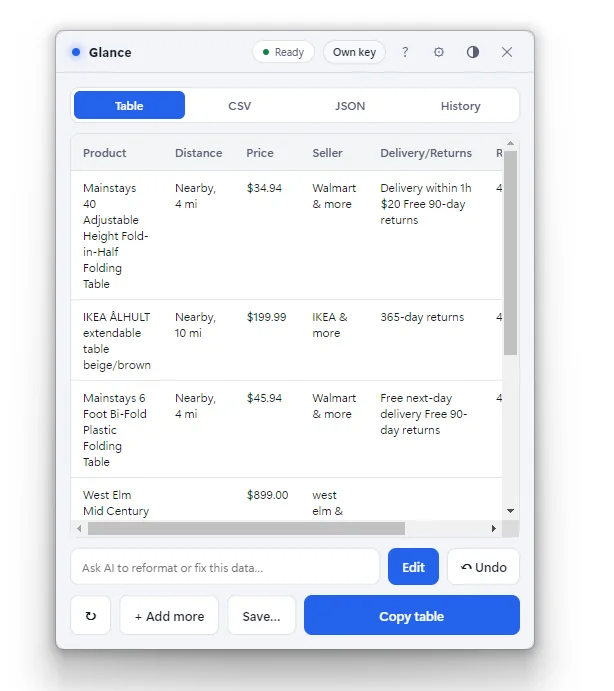 Glance
Ready
Own key
?
Table
CSV
JSON
History
Product Distance Price Seller Delivery/Returns R
Mainstays Nearby, $34.94 Walmart Delivery within 1h 4
40 4 mi & more $20 Free 90-day
Adjustable returns
Height Fold-
in-Half
Folding
Table
IKEA ÅLHULT Nearby, $199.99 IKEA & 365-day returns 4
extendable 10 mi more
table
beige/brown
Mainstays 6 Nearby, $45.94 Walmart Free next-day 4
Foot Bi-Fold 4 mi & more delivery Free 90-
Plastic day returns
Folding
Table
West Elm $899.00 west
Mid Century elm &
Ask AI to reformat or fix this data...
Edit
Undo
+ Add more
Save...
Copy table